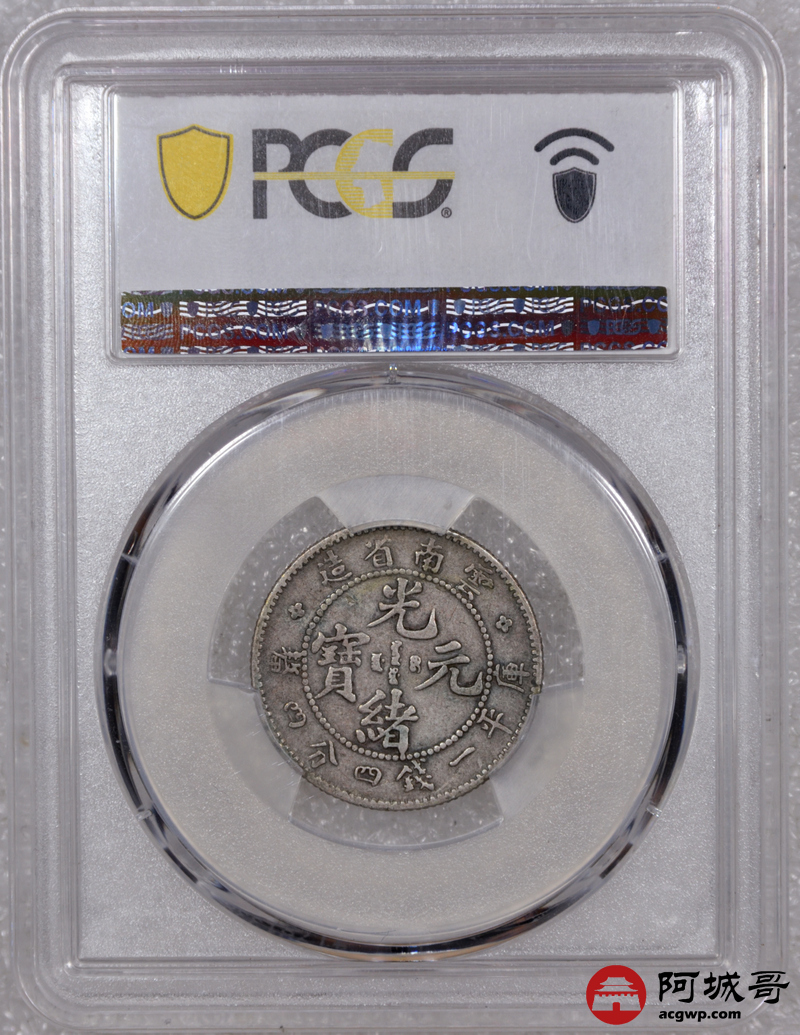 PCGS®
雲南省造
光緒元寶
庫平一錢四分四釐
阿城哥
acgwp.com